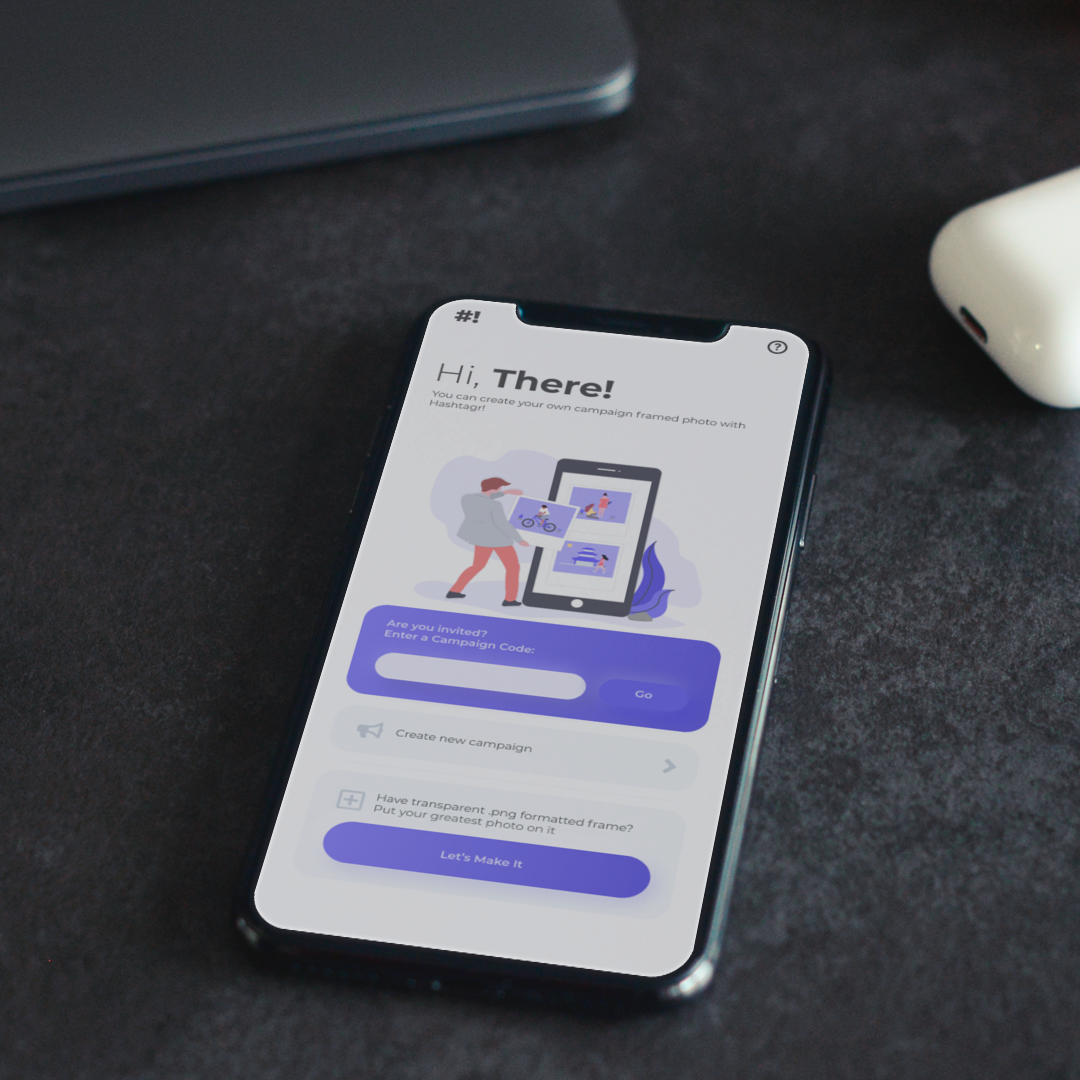 #!
?
Hi, There!
You can create your own campaign framed photo with
Hashtagr!
Are you invited?
Enter a Campaign Code:
Go
Create new campaign
Have transparent .png formatted frame?
Put your greatest photo on it
Let's Make It